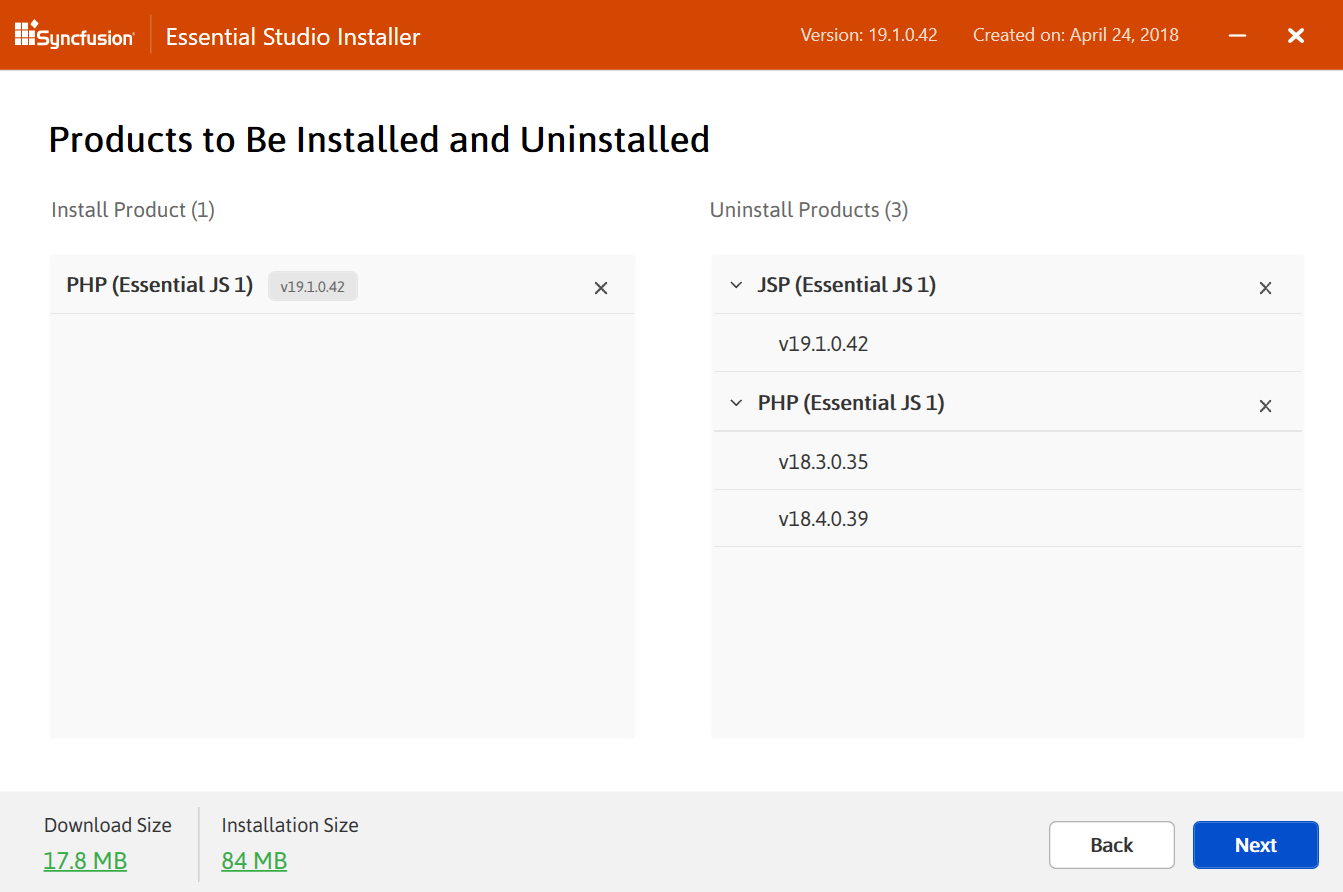 Syncfusion Essential Studio Installer Version: 19.1.0.42 Created on: April 24, 2018
Products to Be Installed and Uninstalled
Install Product (1)
Uninstall Products (3)
PHP (Essential JS 1) v19.1.0.42
JSP (Essential JS 1)
v19.1.0.42
PHP (Essential JS 1)
v18.3.0.35
v18.4.0.39
Download Size
17.8 MB
Installation Size
84 MB
Back
Next